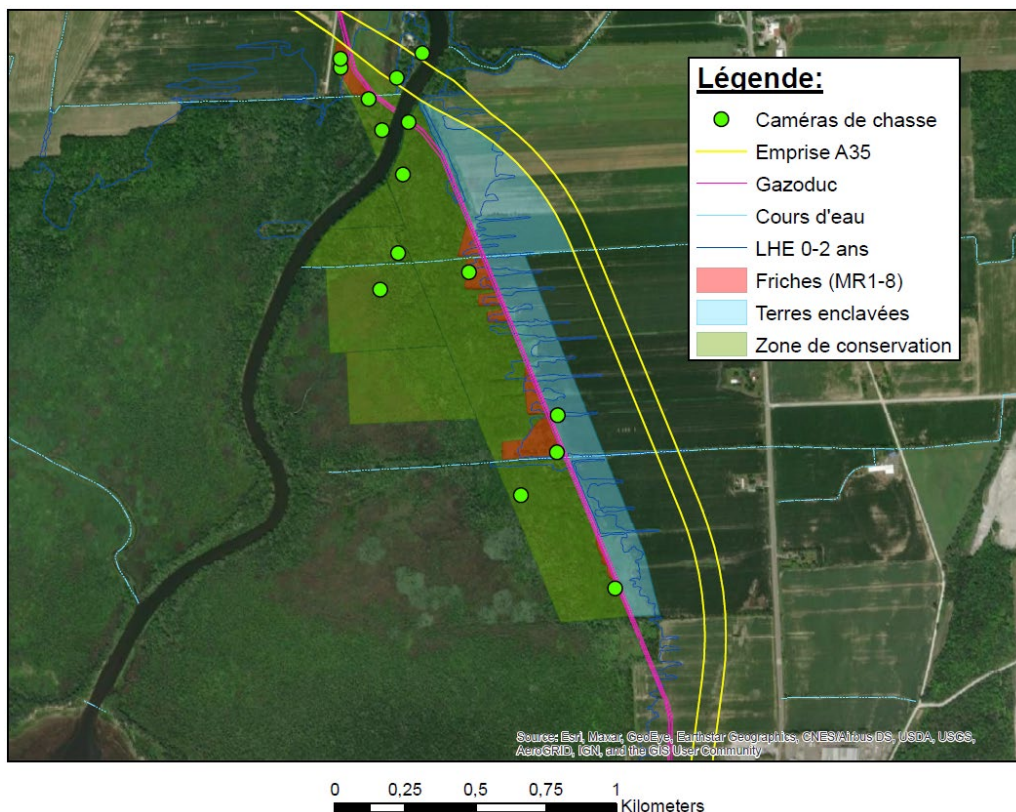 Légende:
Caméras de chasse
Emprise A35
Gazoduc
Cours d'eau
LHE 0-2 ans
Friches (MR1-8)
Terres enclavées
Zone de conservation
Source: Esri, Maxar, GeoEye, Earthstar Geographics, CNES/Airbus DS, USDA, USGS,
AeroGRID, IGN, and the GIS User Community
0 0,25 0,5 0,75 1
Kilometers